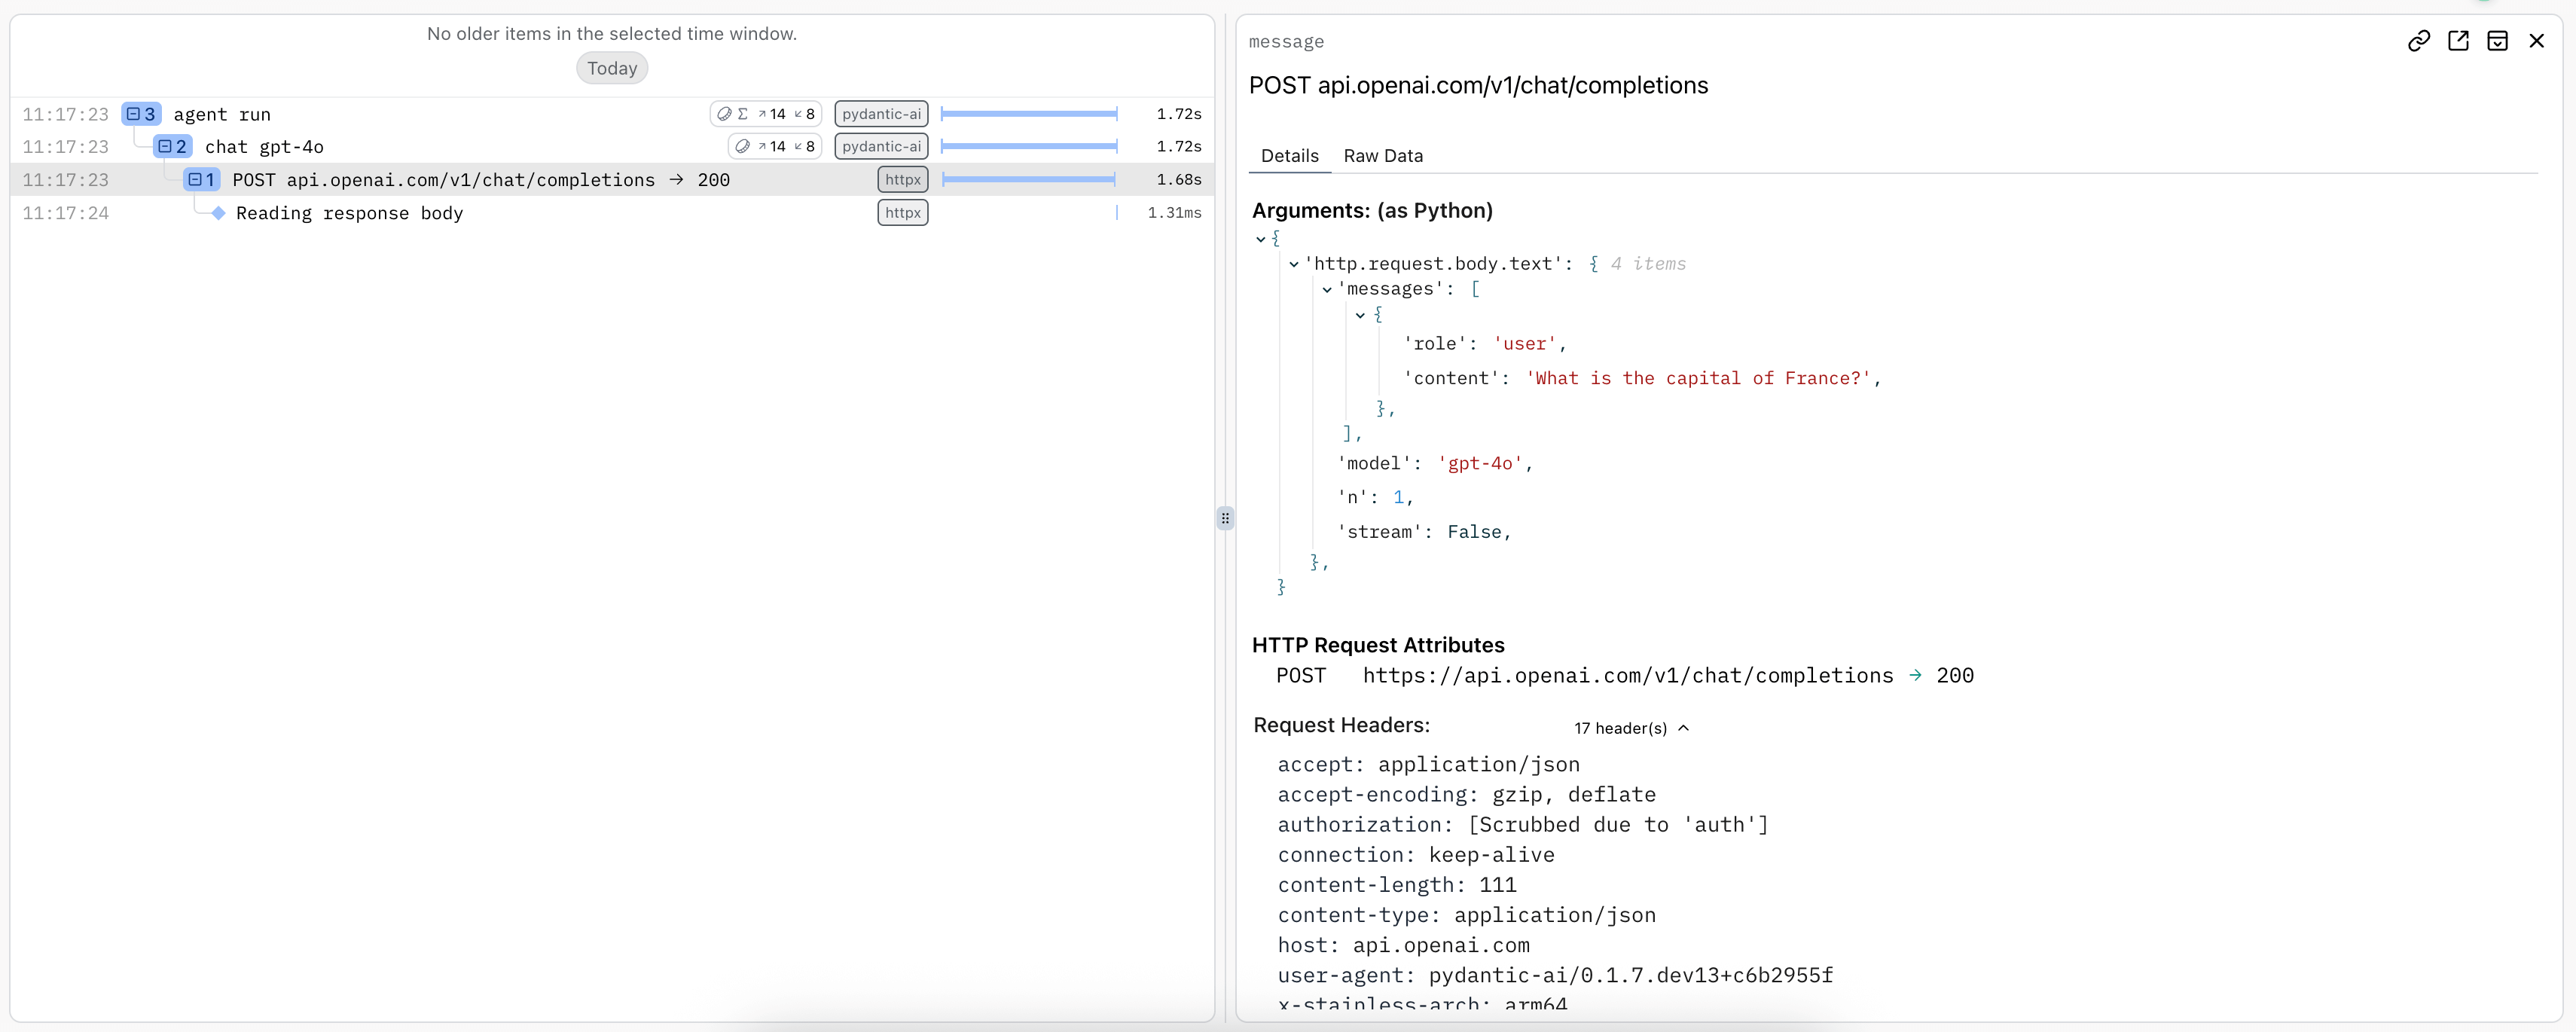 No older items in the selected time window.
Today
11:17:23 3 agent run Σ ↗14 ↙8 pydantic-ai 1.72s
11:17:23 2 chat gpt-4o ↗14 ↙8 pydantic-ai 1.72s
11:17:23 1 POST api.openai.com/v1/chat/completions → 200 httpx 1.68s
11:17:24 Reading response body httpx 1.31ms
message
POST api.openai.com/v1/chat/completions
Details Raw Data
Arguments: (as Python)
{
'http.request.body.text': { 4 items
'messages': [
{
'role': 'user',
'content': 'What is the capital of France?',
},
],
'model': 'gpt-4o',
'n': 1,
'stream': False,
},
}
HTTP Request Attributes
POST https://api.openai.com/v1/chat/completions → 200
Request Headers: 17 header(s)
accept: application/json
accept-encoding: gzip, deflate
authorization: [Scrubbed due to 'auth']
connection: keep-alive
content-length: 111
content-type: application/json
host: api.openai.com
user-agent: pydantic-ai/0.1.7.dev13+c6b2955f
x-stainless-arch: arm64